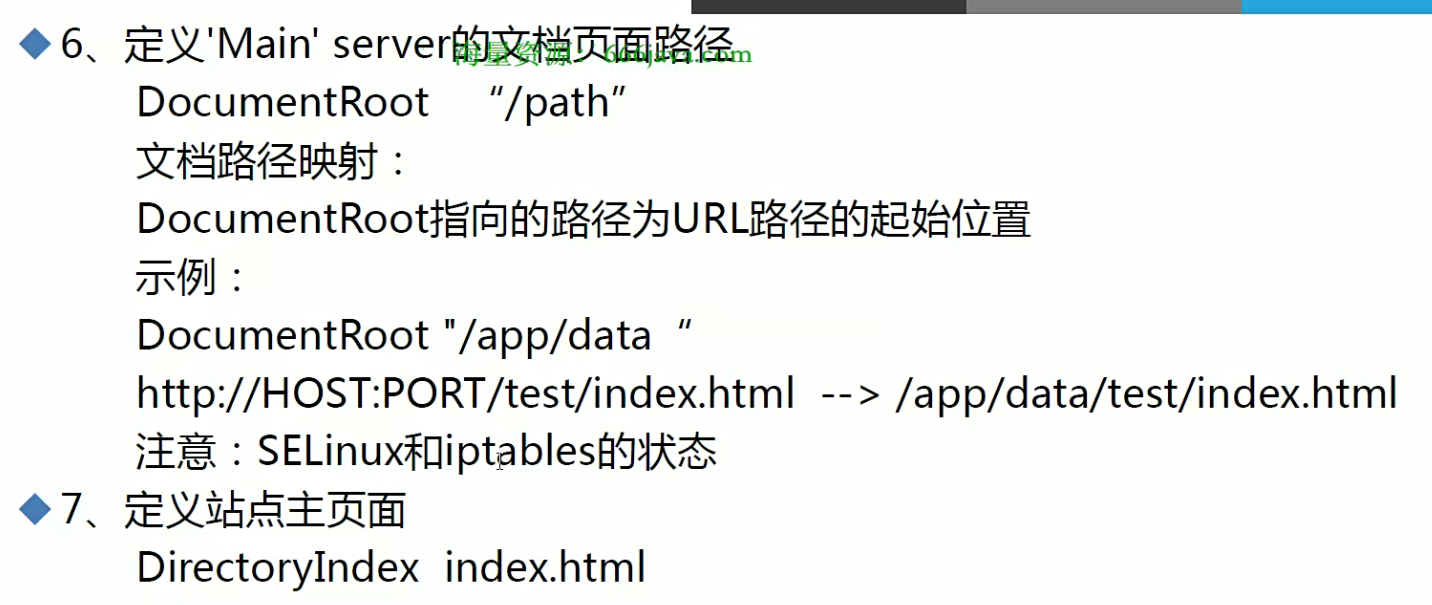 6、定义'Main' server的文档页面路径
海量资源：666java.com
DocumentRoot “/path”
文档路径映射：
DocumentRoot指向的路径为URL路径的起始位置
示例：
DocumentRoot "/app/data “
http://HOST:PORT/test/index.html --> /app/data/test/index.html
注意：SELinux和iptables的状态
7、定义站点主页面
DirectoryIndex index.html